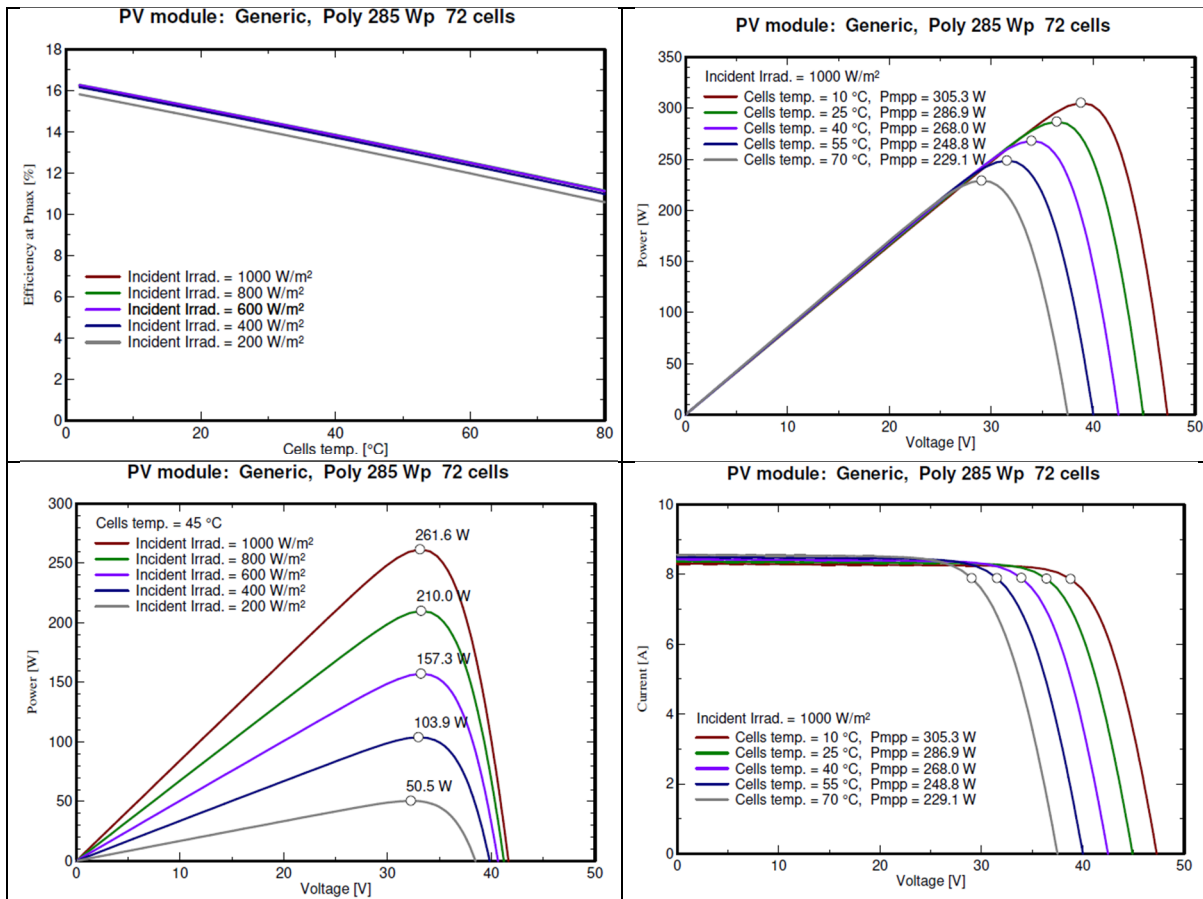 PV module: Generic, Poly 285 Wp 72 cells
18
16
14
12
10
8
6
4
2
0
Efficiency at Pmax [%]
Incident Irrad. = 1000 W/m²
Incident Irrad. = 800 W/m²
Incident Irrad. = 600 W/m²
Incident Irrad. = 400 W/m²
Incident Irrad. = 200 W/m²
0 20 40 60 80
Cells temp. [°C]
PV module: Generic, Poly 285 Wp 72 cells
350
300
250
200
150
100
50
0
Power [W]
Incident Irrad. = 1000 W/m²
Cells temp. = 10 °C, Pmpp = 305.3 W
Cells temp. = 25 °C, Pmpp = 286.9 W
Cells temp. = 40 °C, Pmpp = 268.0 W
Cells temp. = 55 °C, Pmpp = 248.8 W
Cells temp. = 70 °C, Pmpp = 229.1 W
0 10 20 30 40 50
Voltage [V]
PV module: Generic, Poly 285 Wp 72 cells
300
250
200
150
100
50
0
Power [W]
Cells temp. = 45 °C
Incident Irrad. = 1000 W/m²
Incident Irrad. = 800 W/m²
Incident Irrad. = 600 W/m²
Incident Irrad. = 400 W/m²
Incident Irrad. = 200 W/m²
261.6 W
210.0 W
157.3 W
103.9 W
50.5 W
0 10 20 30 40 50
Voltage [V]
PV module: Generic, Poly 285 Wp 72 cells
10
8
6
4
2
0
Current [A]
Incident Irrad. = 1000 W/m²
Cells temp. = 10 °C, Pmpp = 305.3 W
Cells temp. = 25 °C, Pmpp = 286.9 W
Cells temp. = 40 °C, Pmpp = 268.0 W
Cells temp. = 55 °C, Pmpp = 248.8 W
Cells temp. = 70 °C, Pmpp = 229.1 W
0 10 20 30 40 50
Voltage [V]